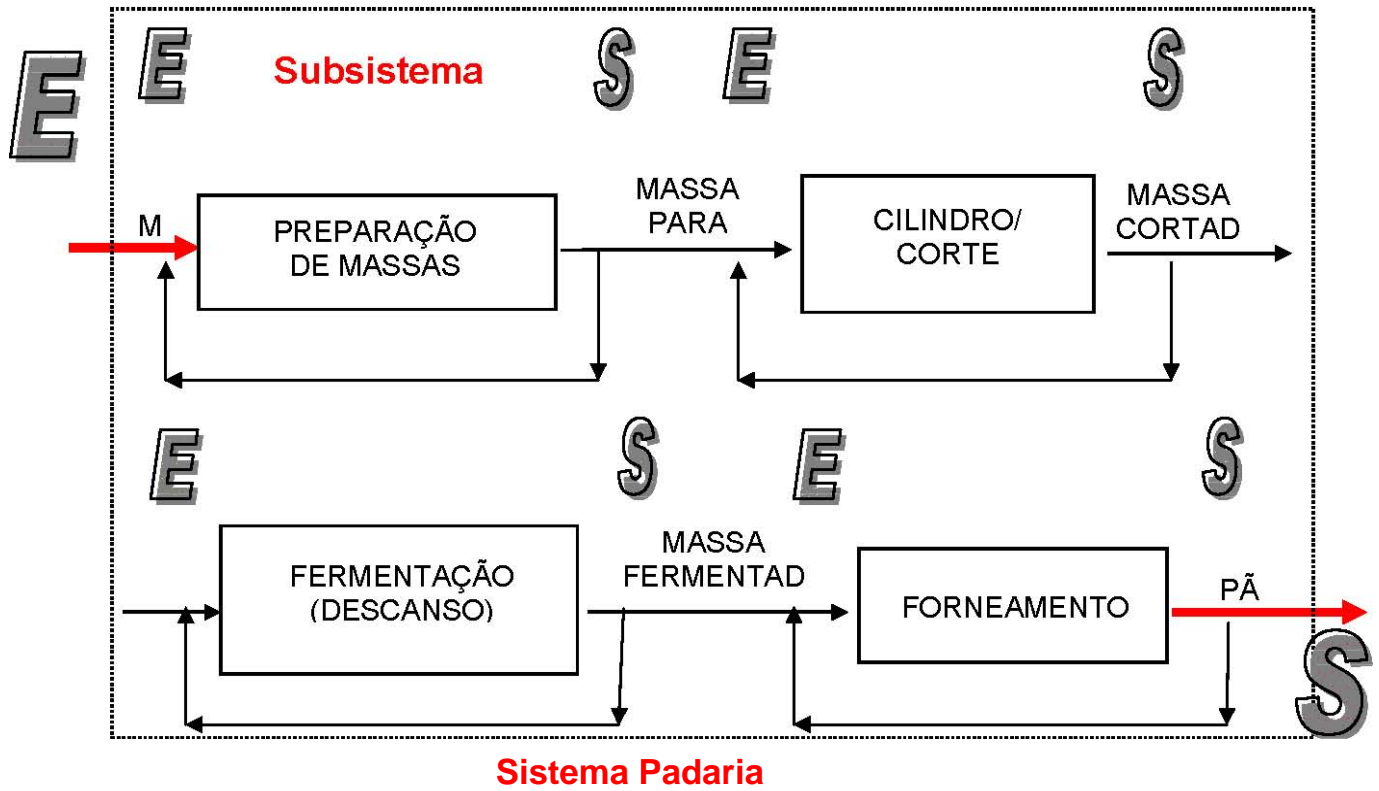 E
E
Subsistema
S
E
S
M
PREPARAÇÃO
DE MASSAS
MASSA
PARA
CILINDRO/
CORTE
MASSA
CORTAD
E
S
E
S
FERMENTAÇÃO
(DESCANSO)
MASSA
FERMENTAD
FORNEAMENTO
PÃ
S
Sistema Padaria